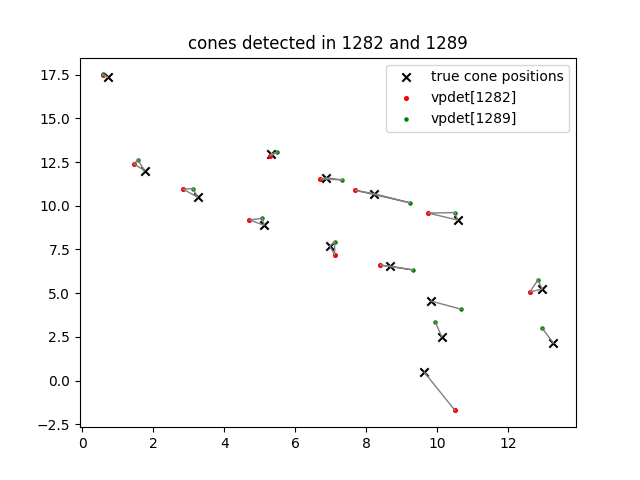 cones detected in 1282 and 1289
true cone positions
vpdet[1282]
vpdet[1289]
17.5
15.0
12.5
10.0
7.5
5.0
2.5
0.0
−2.5
0 2 4 6 8 10 12